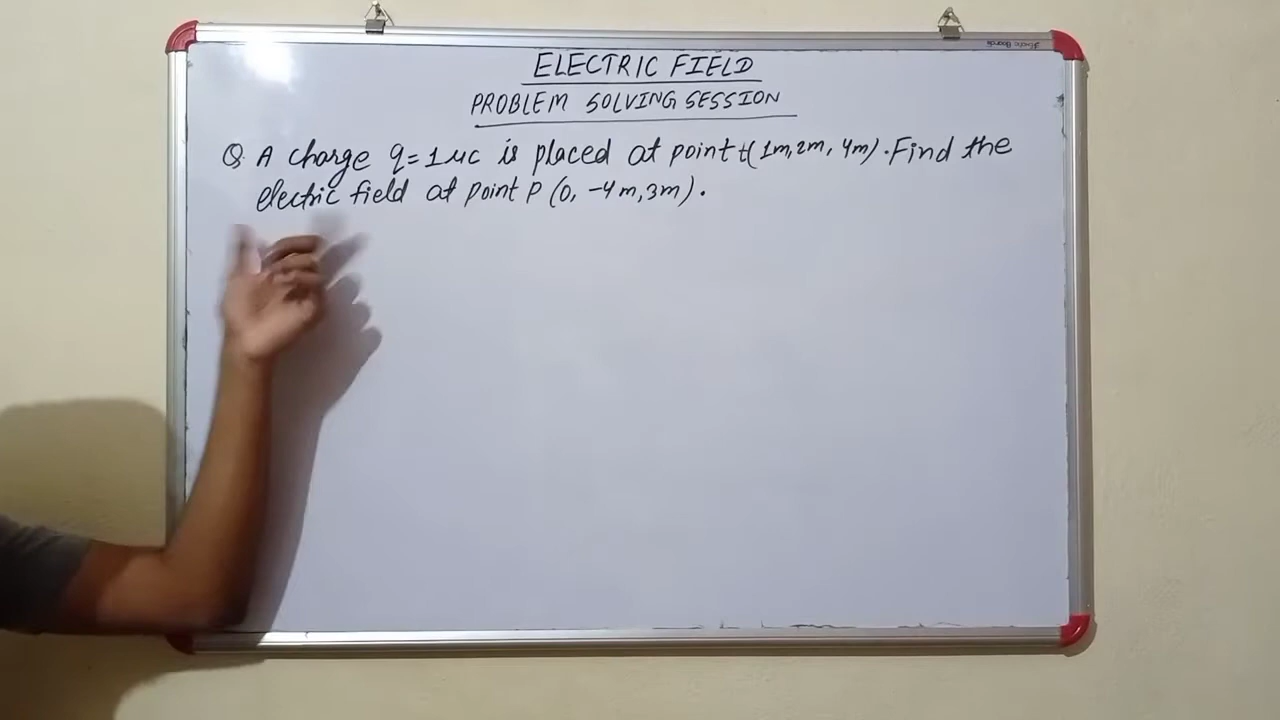 ELECTRIC FIELD
PROBLEM SOLVING SESSION
Q. A charge q=1μc is placed at point t(1m,2m, 4m). Find the
electric field at point P (0, -4m,3m).